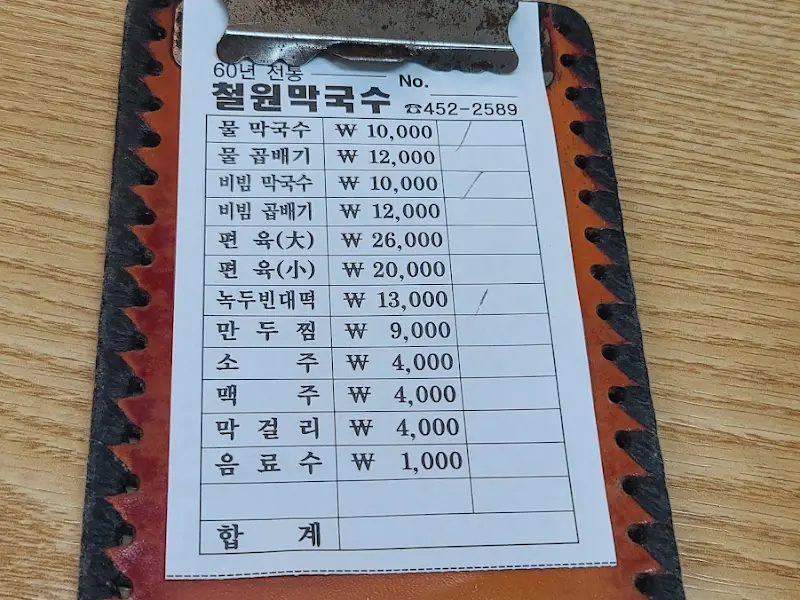 60년 전통
No.
철원막국수 ☎452-2589
물 막국수 ₩ 10,000 /
물 곱배기 ₩ 12,000
비빔 막국수 ₩ 10,000 /
비빔 곱배기 ₩ 12,000
편 육(大) ₩ 26,000
편 육(小) ₩ 20,000
녹두빈대떡 ₩ 13,000 /
만 두 찜 ₩ 9,000
소 주 ₩ 4,000
맥 주 ₩ 4,000
막 걸 리 ₩ 4,000
음 료 수 ₩ 1,000
합 계